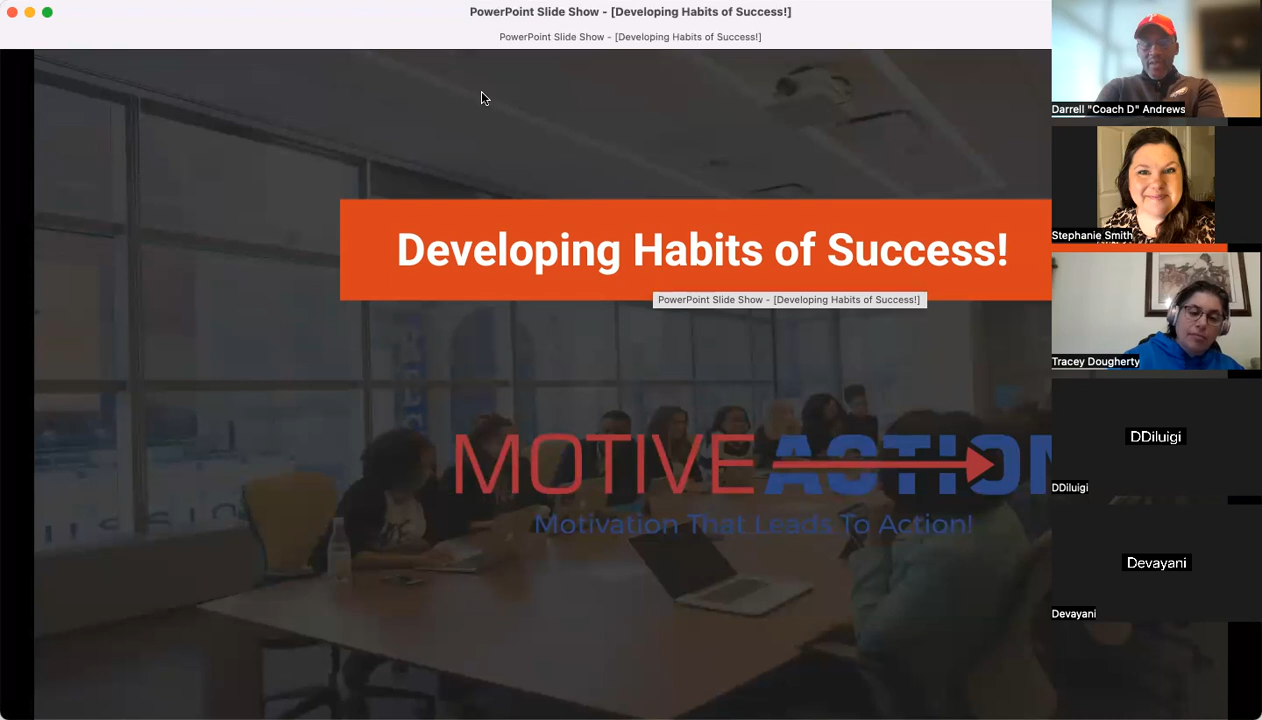 PowerPoint Slide Show - [Developing Habits of Success!]
PowerPoint Slide Show - [Developing Habits of Success!]
Developing Habits of Success!
PowerPoint Slide Show - [Developing Habits of Success!]
MOTIVEACTION
Motivation That Leads To Action!
Darrell "Coach D" Andrews
Stephanie Smith
Tracey Dougherty
DDiluigi
DDiluigi
Devayani
Devayani